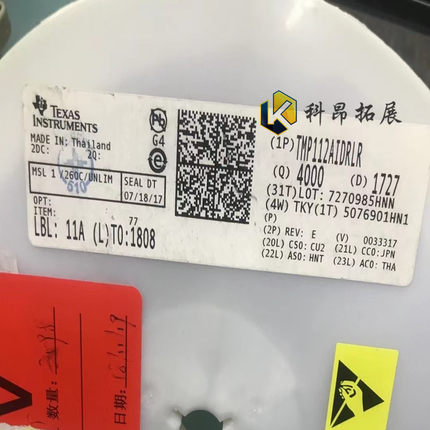 科昂拓展
TEXAS
INSTRUMENTS
MADE IN: Thailand
2DC: 2Q:
G4
MSL 1 /260C/UNLIM
SEAL DT
07/18/17
OPT:
ITEM:
77
LBL: 11A (L)TO:1808
(1P) TMP112AIDRLR
(Q) 4000 (D) 1727
(31T) LOT: 7270985HNN
(4W) TKY(1T) 5076901HN1
(P)
(2P) REV: E (V) 0033317
(20L) CSO: CU2 (21L) CCO:JPN
(22L) ASO: HNT (23L) ACO: THA
数量:
日期: